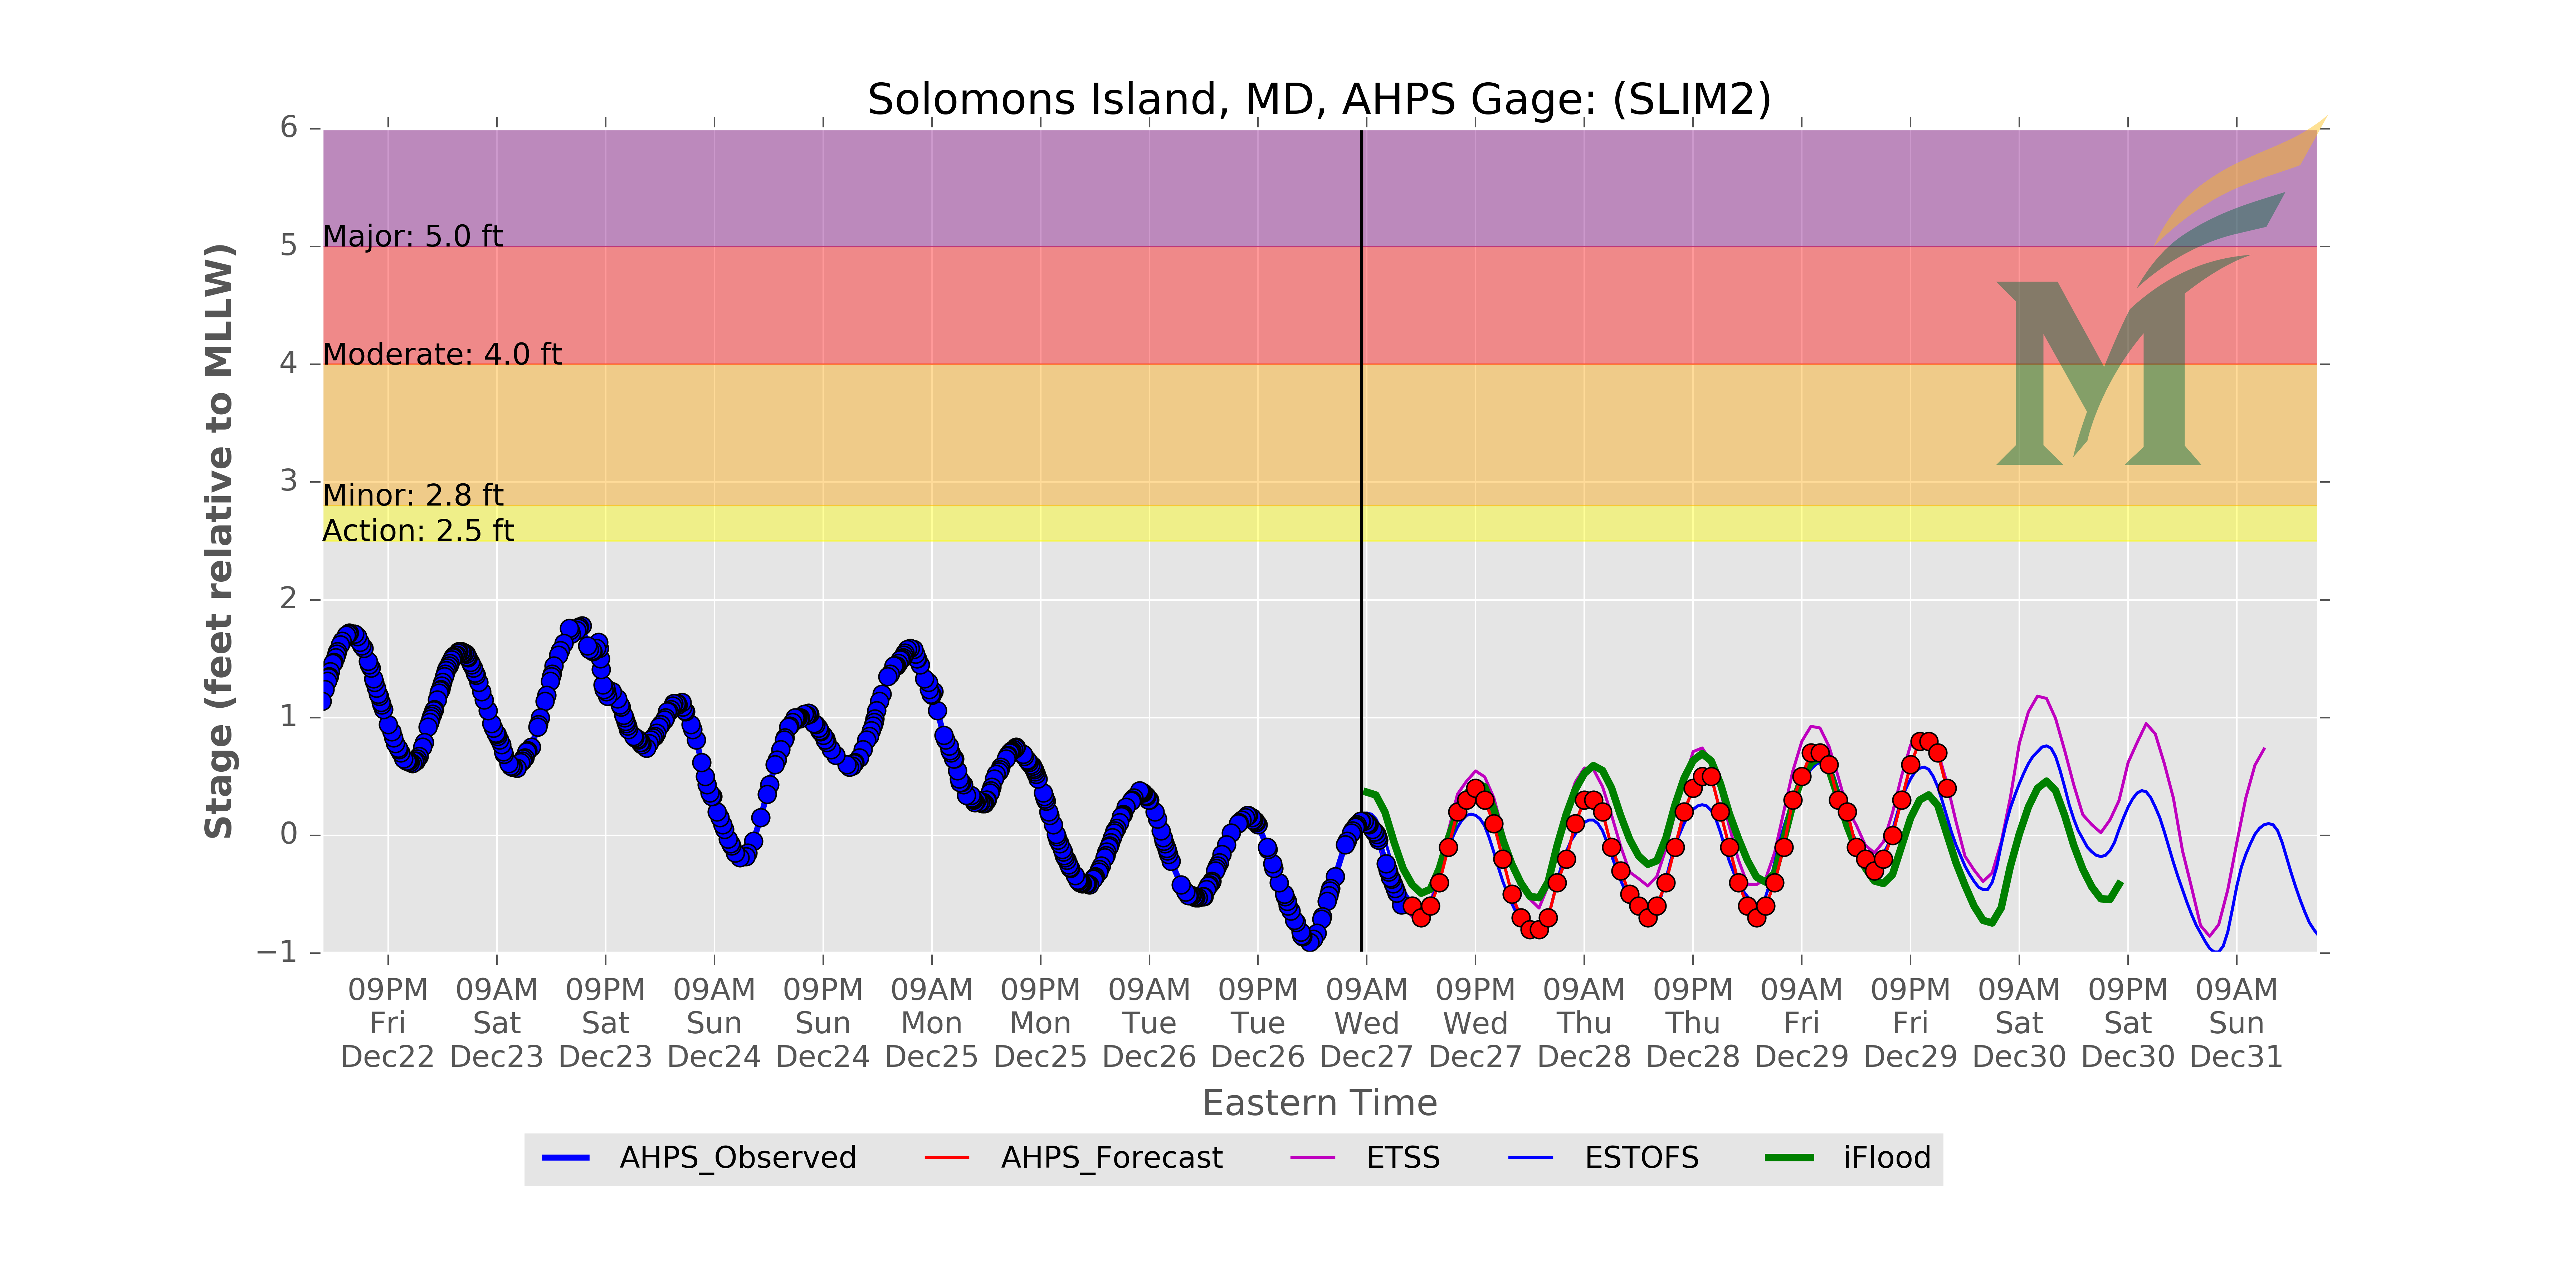 Solomons Island, MD, AHPS Gage: (SLIM2)
Stage (feet relative to MLLW)
6
5
4
3
2
1
0
−1
Major: 5.0 ft
Moderate: 4.0 ft
Minor: 2.8 ft
Action: 2.5 ft
M
09PM 09AM 09PM 09AM 09PM 09AM 09PM 09AM 09PM 09AM 09PM 09AM 09PM 09AM 09PM 09AM 09PM 09AM
Fri Sat Sat Sun Sun Mon Mon Tue Tue Wed Wed Thu Thu Fri Fri Sat Sat Sun
Dec22 Dec23 Dec23 Dec24 Dec24 Dec25 Dec25 Dec26 Dec26 Dec27 Dec27 Dec28 Dec28 Dec29 Dec29 Dec30 Dec30 Dec31
Eastern Time
AHPS_Observed AHPS_Forecast ETSS ESTOFS iFlood